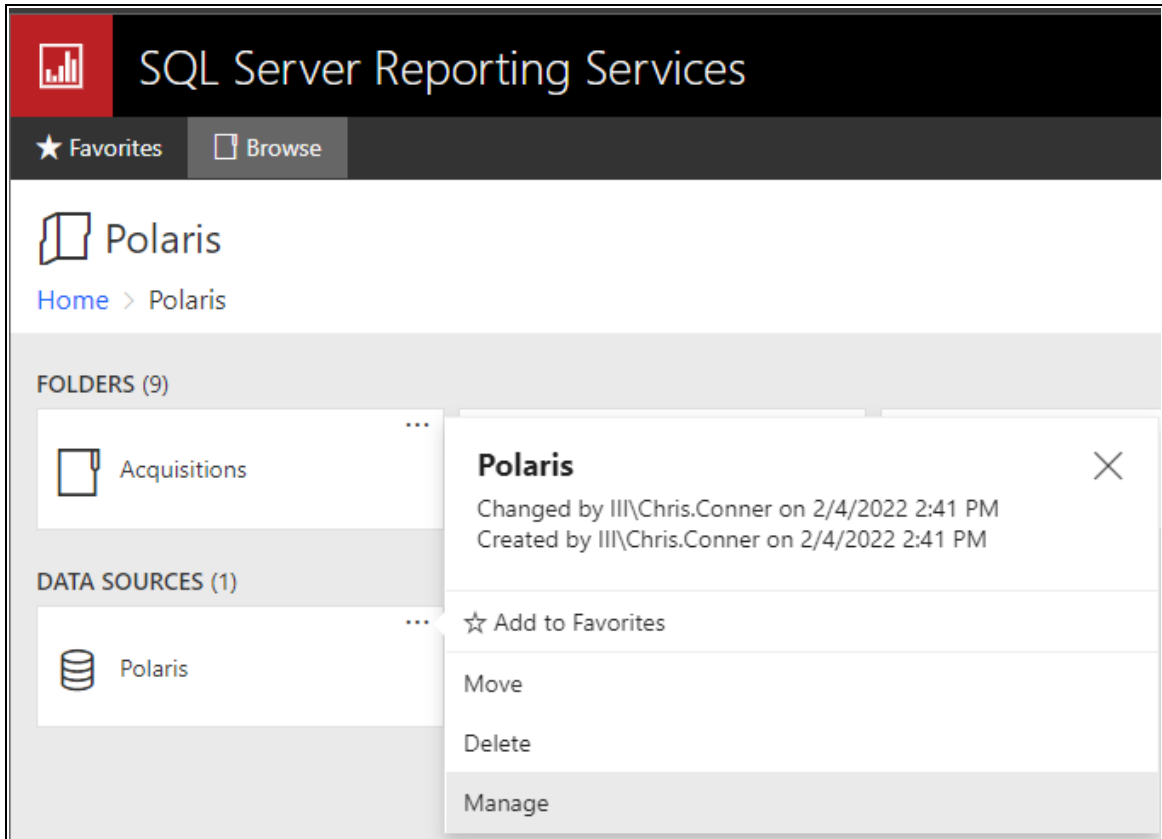 SQL Server Reporting Services
Favorites Browse
Polaris
Home > Polaris
FOLDERS (9)
...
Acquisitions
Polaris
Changed by III\Chris.Conner on 2/4/2022 2:41 PM
Created by III\Chris.Conner on 2/4/2022 2:41 PM
DATA SOURCES (1)
...
Polaris
Add to Favorites
Move
Delete
Manage